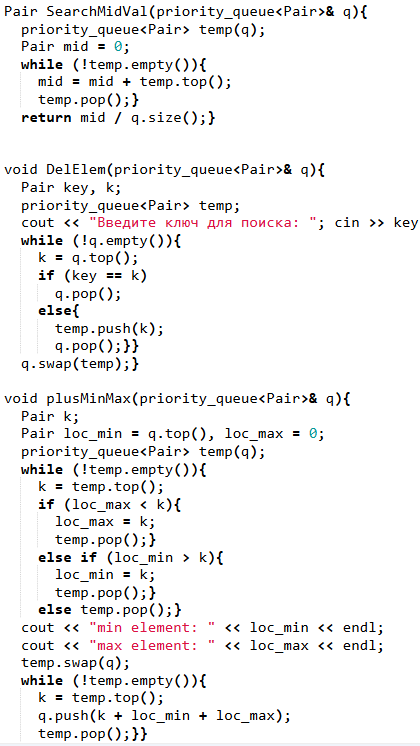 Pair SearchMidVal(priority_queue<Pair>& q){
  priority_queue<Pair> temp(q);
  Pair mid = 0;
  while (!temp.empty()){
    mid = mid + temp.top();
    temp.pop();}
  return mid / q.size();}
void DelElem(priority_queue<Pair>& q){
  Pair key, k;
  priority_queue<Pair> temp;
  cout << "Введите ключ для поиска: "; cin >> key
  while (!q.empty()){
    k = q.top();
    if (key == k)
      q.pop();
    else{
      temp.push(k);
      q.pop();}}
  q.swap(temp);}
void plusMinMax(priority_queue<Pair>& q){
  Pair k;
  Pair loc_min = q.top(), loc_max = 0;
  priority_queue<Pair> temp(q);
  while (!temp.empty()){
    k = temp.top();
    if (loc_max < k){
      loc_max = k;
      temp.pop();}
    else if (loc_min > k){
      loc_min = k;
      temp.pop();}
    else temp.pop();}
  cout << "min element: " << loc_min << endl;
  cout << "max element: " << loc_max << endl;
  temp.swap(q);
  while (!temp.empty()){
    k = temp.top();
    q.push(k + loc_min + loc_max);
    temp.pop();}}